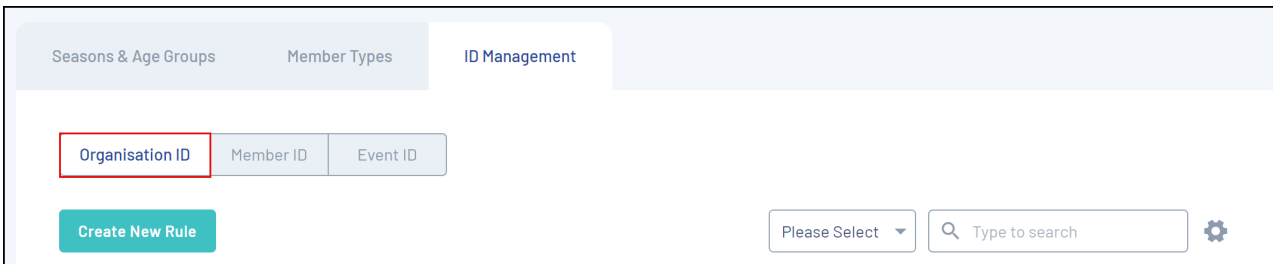 Seasons & Age Groups Member Types ID Management
Organisation ID Member ID Event ID
Create New Rule Please Select Type to search